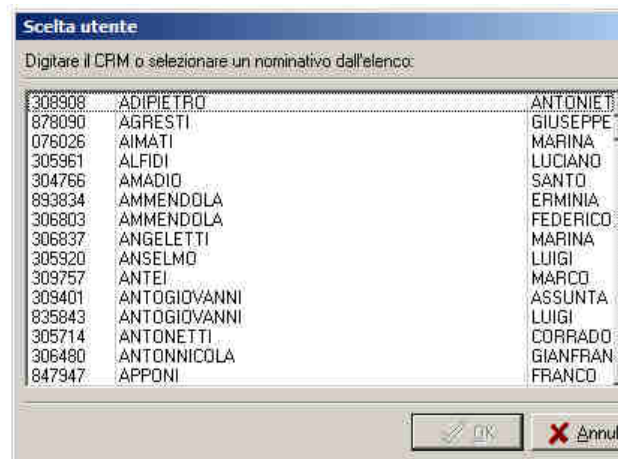 Scelta utente
Digitare il CRM o selezionare un nominativo dall'elenco:
308908 ADIPIETRO ANTONIET
878090 AGRESTI GIUSEPPE
076026 AIMATI MARINA
305961 ALFIDI LUCIANO
304766 AMADIO SANTO
893834 AMMENDOLA ERMINIA
306803 AMMENDOLA FEDERICO
306837 ANGELETTI MARINA
305920 ANSELMO LUIGI
309757 ANTEI MARCO
309401 ANTOGIOVANNI ASSUNTA
835843 ANTOGIOVANNI LUIGI
305714 ANTONETTI CORRADO
306480 ANTONNICOLA GIANFRAN
847947 APPONI FRANCO
OK Annul